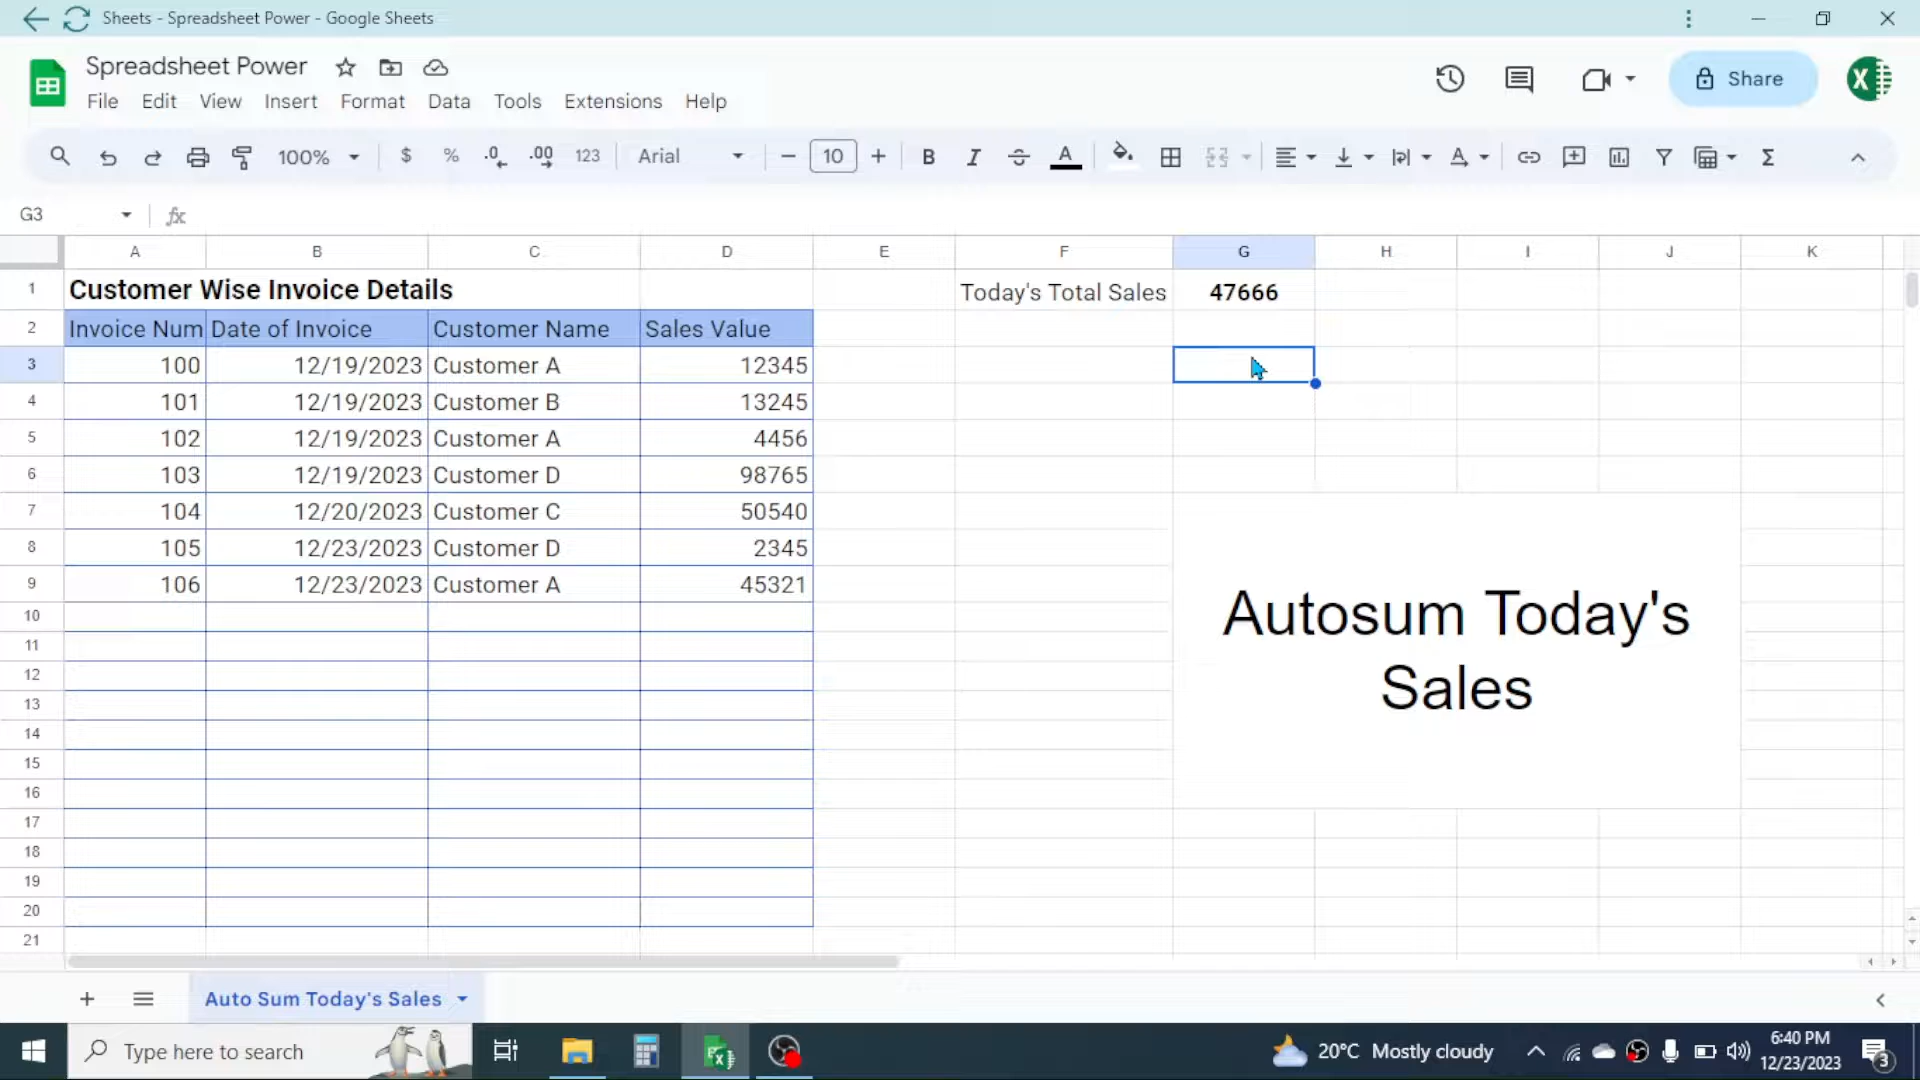 Sheets - Spreadsheet Power - Google Sheets
Spreadsheet Power
Share
File Edit View Insert Format Data Tools Extensions Help
100% $ % .0 .00 123 Arial 10 B I A Σ
G3 fx
A B C D E F G H I J K
1 Customer Wise Invoice Details Today's Total Sales 47666
2 Invoice Num Date of Invoice Customer Name Sales Value
3 100 12/19/2023 Customer A 12345
4 101 12/19/2023 Customer B 13245
5 102 12/19/2023 Customer A 4456
6 103 12/19/2023 Customer D 98765
7 104 12/20/2023 Customer C 50540
8 105 12/23/2023 Customer D 2345
9 106 12/23/2023 Customer A 45321
10
11
12
13
14
15
16
17
18
19
20
21
Autosum Today's
Sales
Auto Sum Today's Sales
Type here to search
20°C Mostly cloudy
6:40 PM
12/23/2023
3